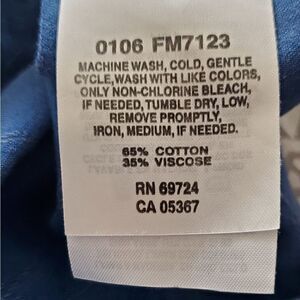 0106 FM7123
MACHINE WASH, COLD, GENTLE
CYCLE, WASH WITH LIKE COLORS,
ONLY NON-CHLORINE BLEACH,
IF NEEDED, TUMBLE DRY, LOW,
REMOVE PROMPTLY,
IRON, MEDIUM, IF NEEDED.
65% COTTON
35% VISCOSE
RN 69724
CA 05367